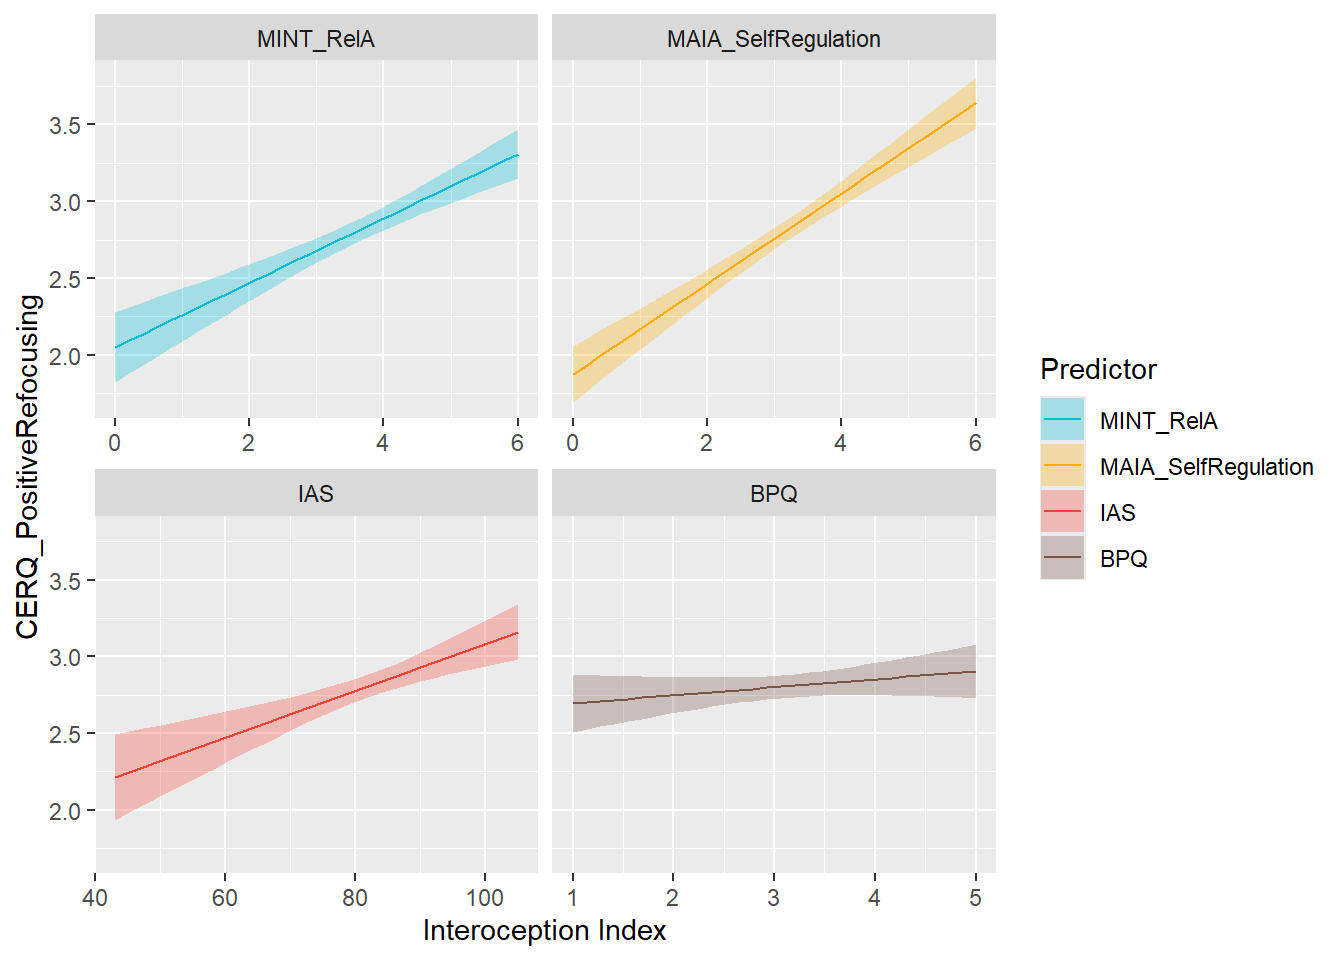 MINT_RelA
MAIA_SelfRegulation
3.5
3.0
2.5
2.0
0 2 4 6
0 2 4 6
IAS
BPQ
3.5
3.0
2.5
2.0
40 60 80 100
1 2 3 4 5
Interoception Index
CERQ_PositiveRefocusing
Predictor
MINT_RelA
MAIA_SelfRegulation
IAS
BPQ